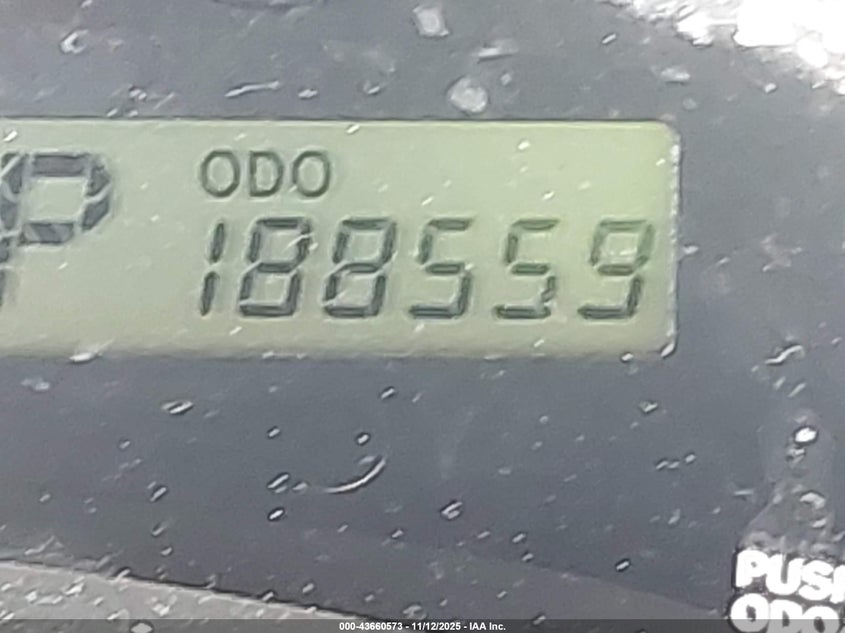 P ODO
188559
PUSH
ODO
000-43660573 - 11/12/2025 - IAA Inc.